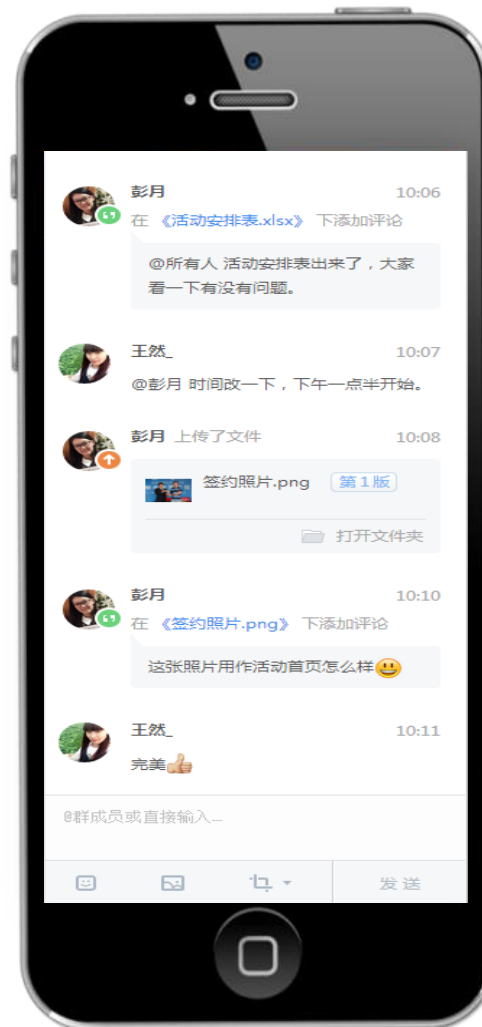 彭月 10:06
在 《活动安排表.xlsx》 下添加评论
@所有人 活动安排表出来了，大家
看一下有没有问题。
王然_ 10:07
@彭月 时间改一下，下午一点半开始。
彭月 上传了文件 10:08
签约照片.png 第1版
打开文件夹
彭月 10:10
在 《签约照片.png》 下添加评论
这张照片用作活动首页怎么样😃
王然_ 10:11
完美👍
@群成员或直接输入...
发送